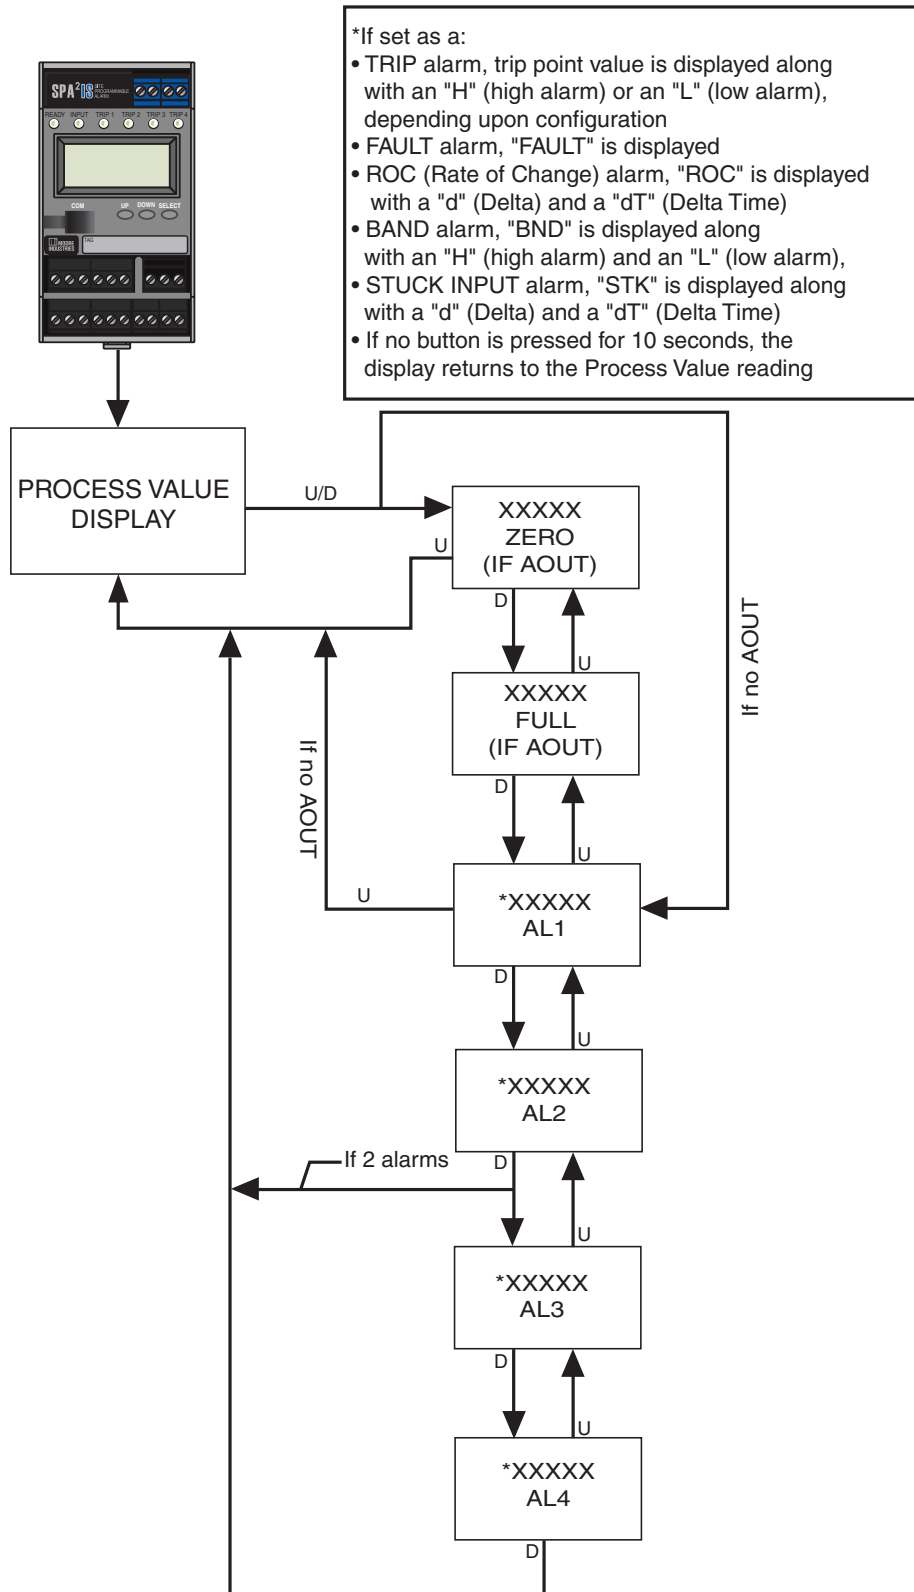 *If set as a:
• TRIP alarm, trip point value is displayed along
with an "H" (high alarm) or an "L" (low alarm),
depending upon configuration
• FAULT alarm, "FAULT" is displayed
• ROC (Rate of Change) alarm, "ROC" is displayed
with a "d" (Delta) and a "dT" (Delta Time)
• BAND alarm, "BND" is displayed along
with an "H" (high alarm) and an "L" (low alarm),
• STUCK INPUT alarm, "STK" is displayed along
with a "d" (Delta) and a "dT" (Delta Time)
• If no button is pressed for 10 seconds, the
display returns to the Process Value reading
SPA²IS SITE
PROGRAMMABLE
ALARM
READY INPUT TRIP 1 TRIP 2 TRIP 3 TRIP 4
COM UP DOWN SELECT
MOORE
INDUSTRIES
TAG
PROCESS VALUE
DISPLAY
U/D
XXXXX
ZERO
(IF AOUT)
U
D
U
XXXXX
FULL
(IF AOUT)
If no AOUT
If no AOUT
D
U
U
*XXXXX
AL1
D
U
*XXXXX
AL2
If 2 alarms
D
U
*XXXXX
AL3
D
U
*XXXXX
AL4
D